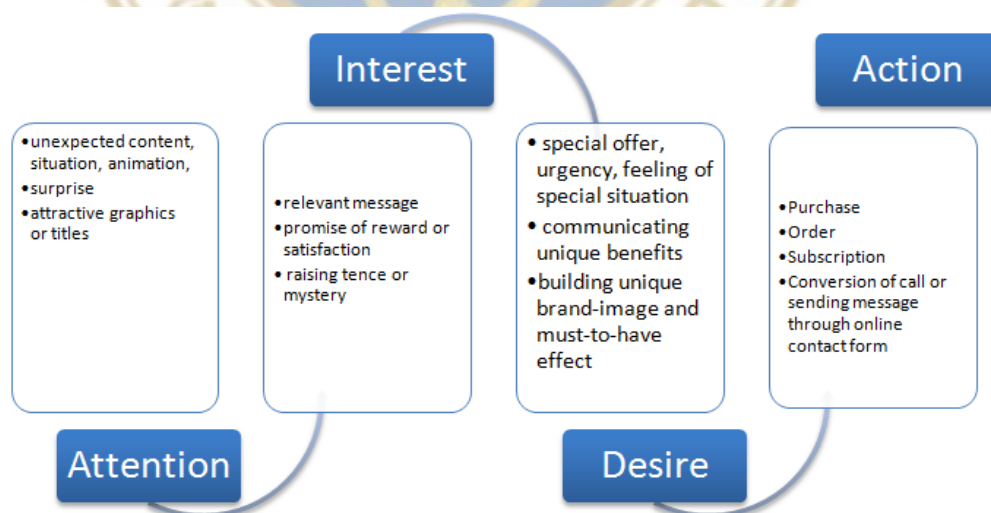 Attention
•unexpected content,
situation, animation,
•surprise
•attractive graphics
or titles
Interest
•relevant message
•promise of reward or
satisfaction
• raising tence or
mystery
Desire
• special offer,
urgency, feeling of
special situation
• communicating
unique benefits
•building unique
brand-image and
must-to-have
effect
Action
•Purchase
•Order
•Subscription
•Conversion of call or
sending message
through online
contact form